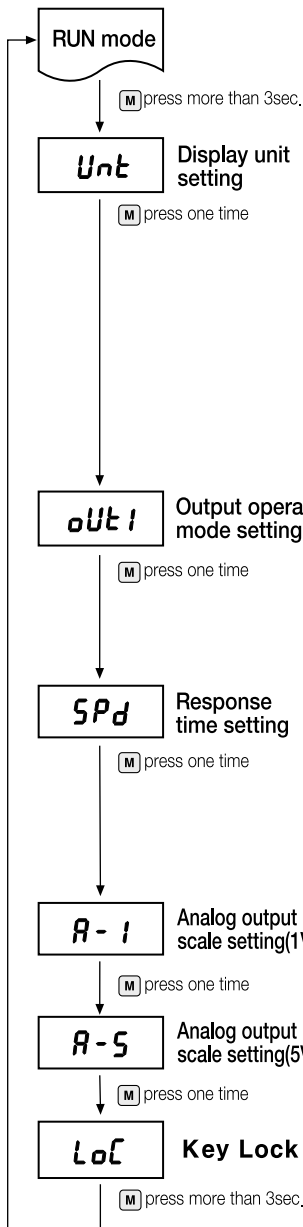 RUN mode
M press more than 3sec.
Unt
Display unit
setting
M press one time
oUt1
Output opera
mode setting
M press one time
SPd
Response
time setting
M press one time
A-1
Analog output
scale setting(1V
M press one time
A-5
Analog output
scale setting(5V
M press one time
LoC
Key Lock
M press more than 3sec.